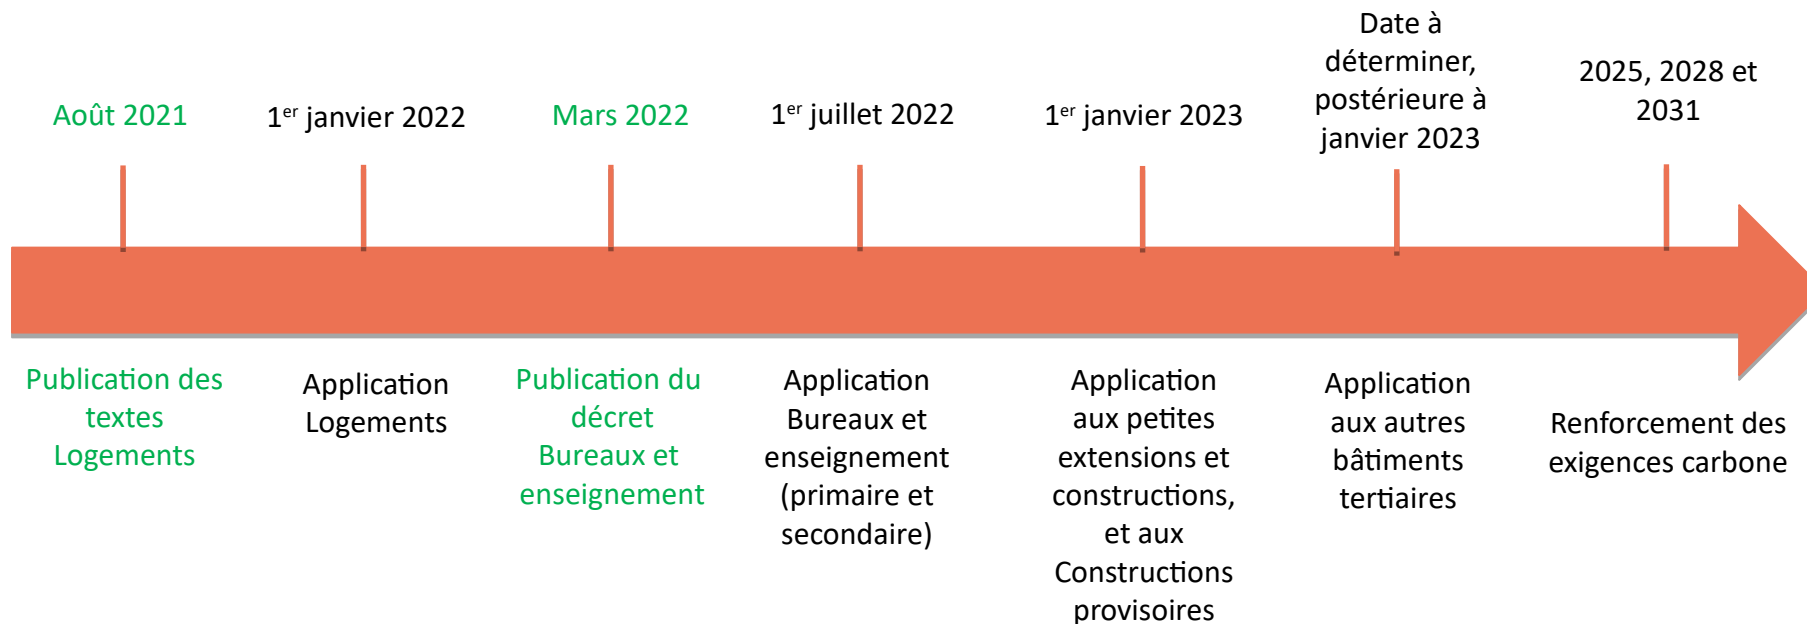 Août 2021
1er janvier 2022
Mars 2022
1er juillet 2022
1er janvier 2023
Date à
déterminer,
postérieure à
janvier 2023
2025, 2028 et
2031
Publication des
textes
Logements
Application
Logements
Publication du
décret
Bureaux et
enseignement
Application
Bureaux et
enseignement
(primaire et
secondaire)
Application
aux petites
extensions et
constructions,
et aux
Constructions
provisoires
Application
aux autres
bâtiments
tertiaires
Renforcement des
exigences carbone